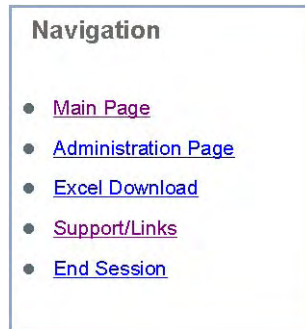 Navigation
Main Page
Administration Page
Excel Download
Support/Links
End Session